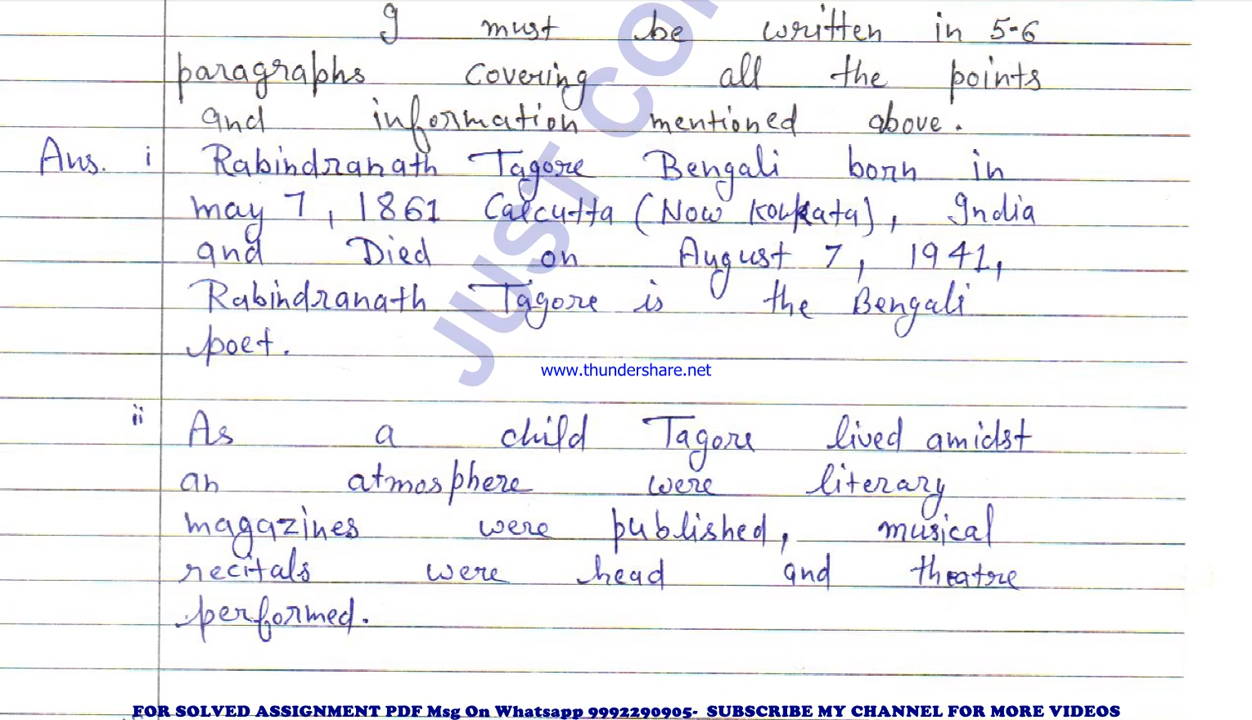 I must be written in 5-6
paragraphs covering all the points
and information mentioned above.
Ans. i Rabindranath Tagore Bengali born in
may 7, 1861 Calcutta (Now Kolkata), India
and Died on August 7, 1941,
Rabindranath Tagore is the Bengali
poet.
www.thundershare.net
ii As a child Tagore lived amidst
an atmosphere were literary
magazines were published, musical
recitals were head and theatre
performed.
JUST CO
FOR SOLVED ASSIGNMENT PDF Msg On Whatsapp 9992290905- SUBSCRIBE MY CHANNEL FOR MORE VIDEOS